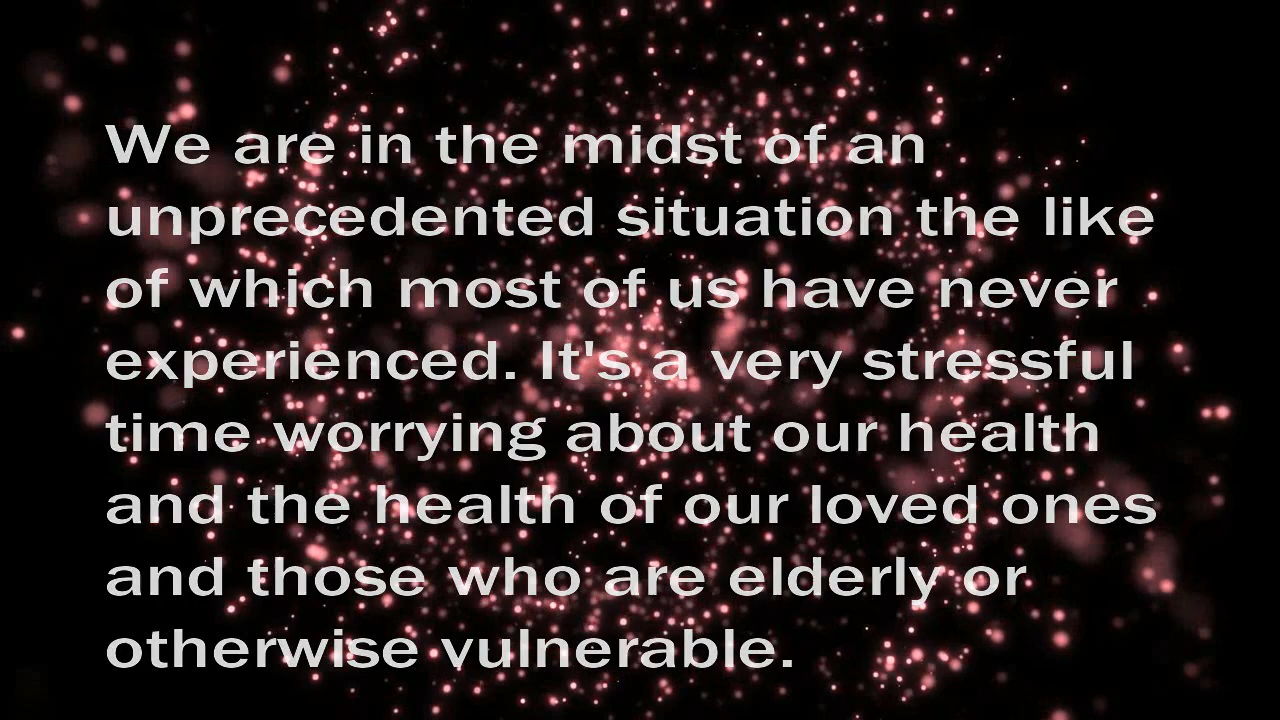 We are in the midst of an
unprecedented situation the like
of which most of us have never
experienced. It's a very stressful
time worrying about our health
and the health of our loved ones
and those who are elderly or
otherwise vulnerable.